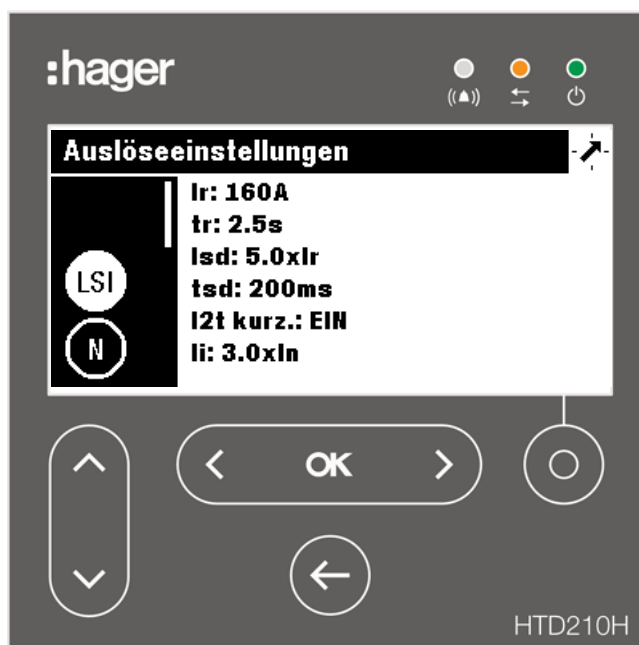 :hager
Auslöseeinstellungen
Ir: 160A
tr: 2.5s
Isd: 5.0xIr
tsd: 200ms
I2t kurz.: EIN
Ii: 3.0xIn
LSI
N
OK
HTD210H